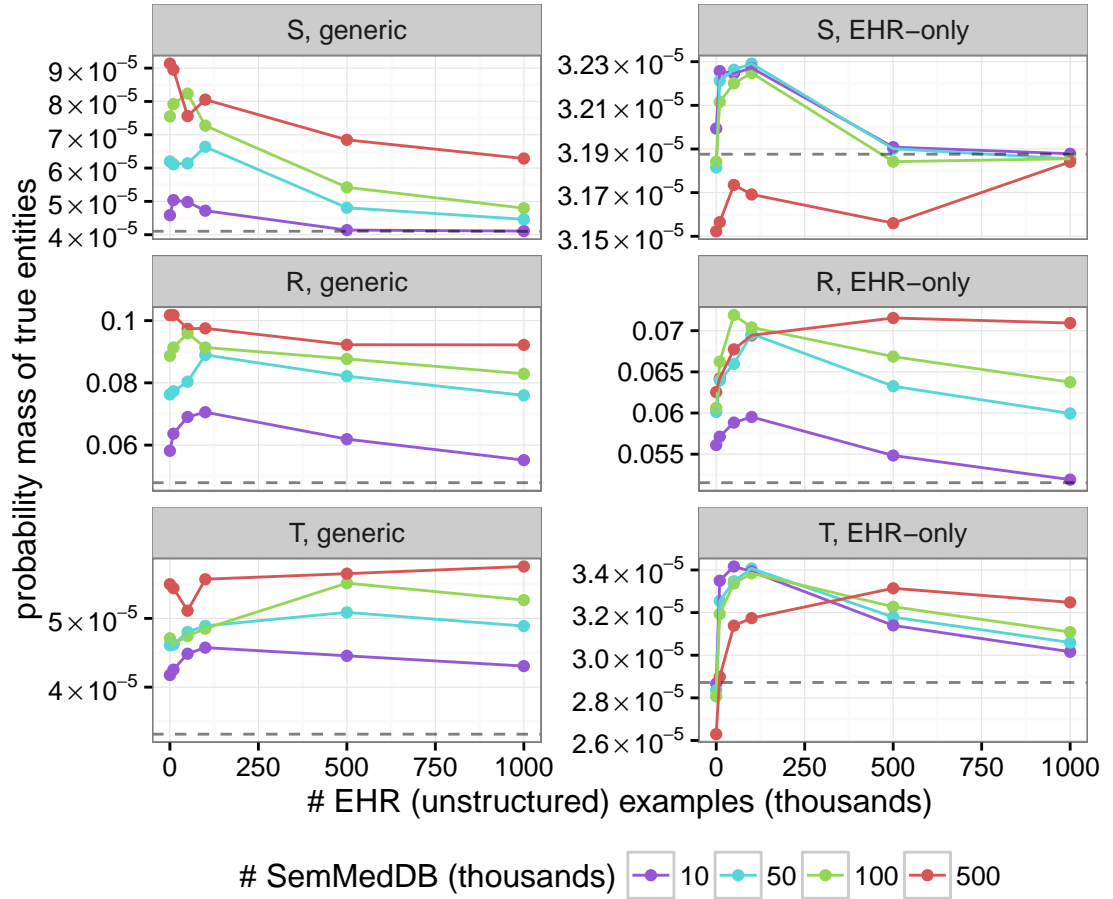 S, generic
S, EHR−only
9×10⁻⁵
8×10⁻⁵
7×10⁻⁵
6×10⁻⁵
5×10⁻⁵
4×10⁻⁵
3.23×10⁻⁵
3.21×10⁻⁵
3.19×10⁻⁵
3.17×10⁻⁵
3.15×10⁻⁵
R, generic
R, EHR−only
0.1
0.08
0.06
0.07
0.065
0.06
0.055
T, generic
T, EHR−only
5×10⁻⁵
4×10⁻⁵
3.4×10⁻⁵
3.2×10⁻⁵
3.0×10⁻⁵
2.8×10⁻⁵
2.6×10⁻⁵
probability mass of true entities
0 250 500 750 1000
0 250 500 750 1000
# EHR (unstructured) examples (thousands)
# SemMedDB (thousands) 10 50 100 500